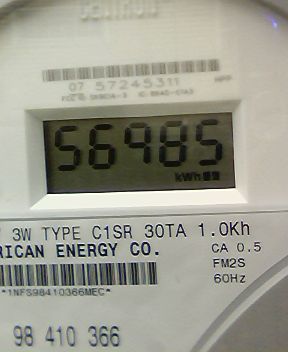 CENTRON
07 57245311
56985
kWh
3W TYPE C1SR 30TA 1.0Kh
RICAN ENERGY CO.
CA 0.5
FM2S
60Hz
*1NFS98410366MEC*
98 410 366